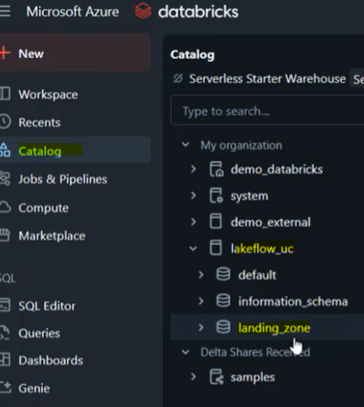 Microsoft Azure databricks
New
Workspace
Recents
Catalog
Jobs & Pipelines
Compute
Marketplace
SQL
SQL Editor
Queries
Dashboards
Genie
Catalog
Serverless Starter Warehouse Se
Type to search...
My organization
demo_databricks
system
demo_external
lakeflow_uc
default
information_schema
landing_zone
Delta Shares Received
samples